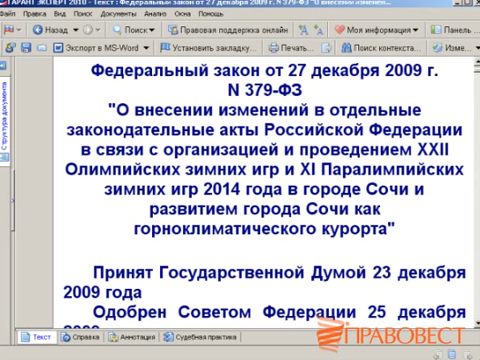 ГАРАНТ ЭКСПЕРТ 2010 - Текст : Федеральный закон от 27 декабря 2009 г. N 379-ФЗ "О внесении изменен...
Файл Правка Вид Поиск Документы Анализ Окна Помощь
Назад Поиск Правовая поддержка онлайн Моя информация Панель ...
Экспорт в MS-Word Установить закладку... Печать... Поиск контекста... Изме...
Структура документа
Федеральный закон от 27 декабря 2009 г.
N 379-ФЗ
"О внесении изменений в отдельные
законодательные акты Российской Федерации
в связи с организацией и проведением XXII
Олимпийских зимних игр и XI Паралимпийских
зимних игр 2014 года в городе Сочи и
развитием города Сочи как
горноклиматического курорта"
Принят Государственной Думой 23 декабря
2009 года
Одобрен Советом Федерации 25 декабря
ПРАВОВЕСТ
Текст Справка Аннотация Судебная практика